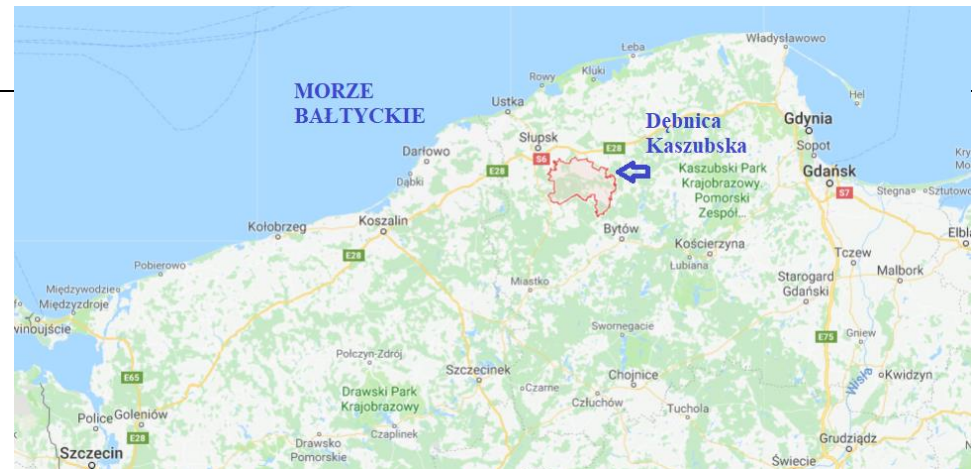 Władysławowo
Łeba
Rowy
Kluki
Hel
MORZE
BAŁTYCKIE
Ustka
Gdynia
Dębnica
Kaszubska
Słupsk
Sopot
E28
Darłowo
S6
E28
Kaszubski Park
Krajobrazowy,
Pomorski
Zespół...
Gdańsk
S7
Dąbki
Stegna
Sztutowo
Kołobrzeg
Koszalin
Bytów
Elbl
E28
Kościerzyna
Tczew
Pobierowo
Lubiana
Malbork
Miastko
Starogard
Gdański
Międzywodzie
Międzyzdroje
winoujście
Swornegacie
E75
Gniew
Połczyn-Zdrój
Szczecinek
Chojnice
Wisła
Kwidzyn
E65
Czarne
Drawski Park
Krajobrazowy
Człuchów
Tuchola
Police
Goleniów
Czaplinek
E28
Drawsko
Pomorskie
Grudziądz
Szczecin
Świecie